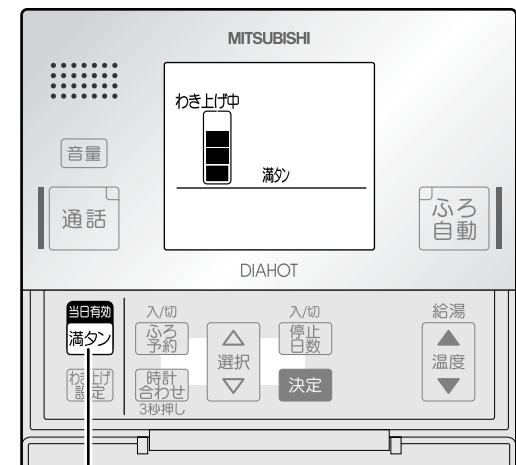 MITSUBISHI
わき上げ中
満タン
音量
通話
ふろ
自動
DIAHOT
当日有効
満タン
わき上げ
設定
入/切
ふろ
予約
時計
合わせ
3秒押し
選択
入/切
停止
日数
決定
給湯
温度